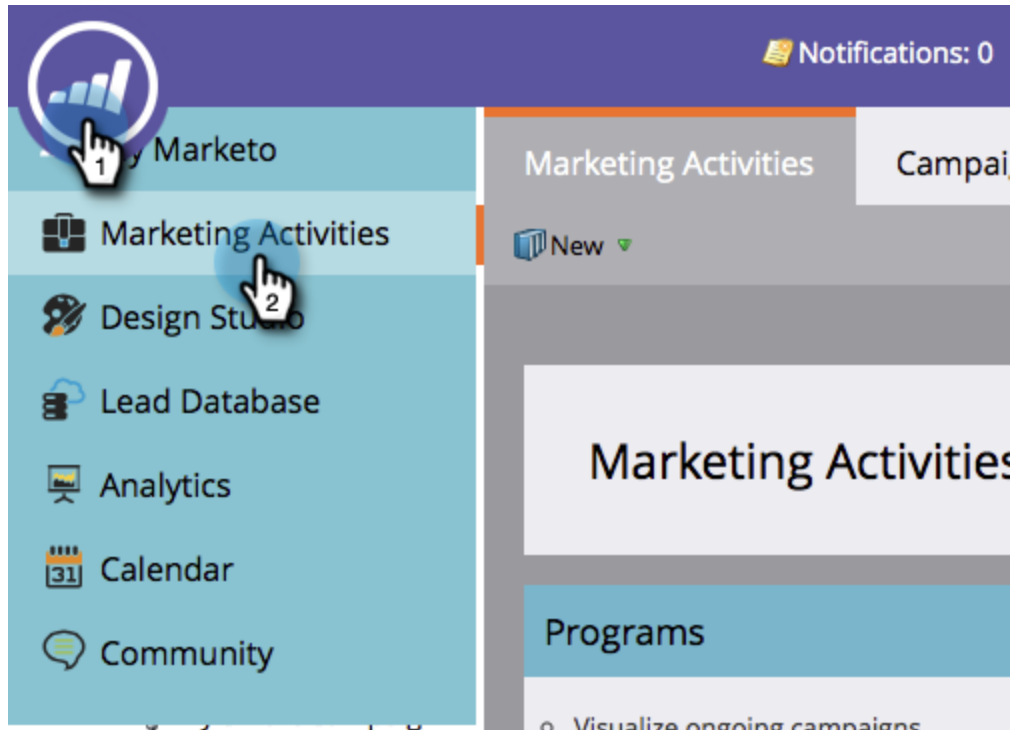 Notifications: 0
1
y Marketo
Marketing Activities
2
Design Studio
Lead Database
Analytics
31
Calendar
Community
Marketing Activities
Campai
New
Marketing Activities
Programs
Visualize ongoing campaigns